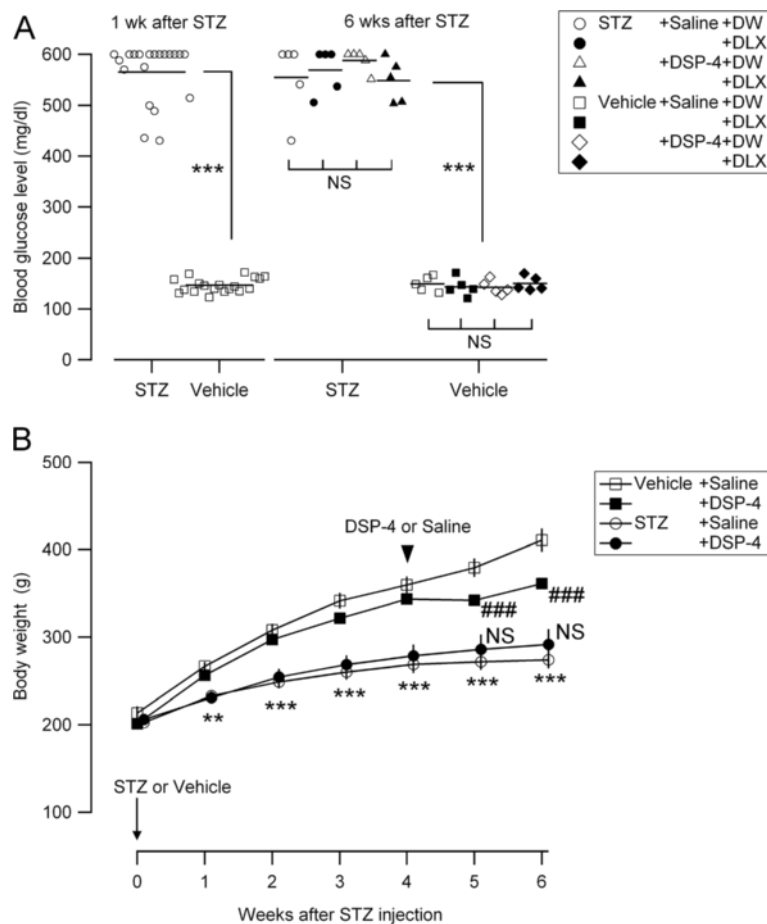 A
1 wk after STZ
6 wks after STZ
STZ +Saline +DW
+DLX
+DSP-4 +DW
+DLX
Vehicle +Saline +DW
+DLX
+DSP-4 +DW
+DLX
Blood glucose level (mg/dl)
600
500
400
300
200
100
0
***
***
NS
NS
STZ
Vehicle
STZ
Vehicle
B
Vehicle +Saline
+DSP-4
STZ +Saline
+DSP-4
Body weight (g)
500
400
300
200
100
DSP-4 or Saline
###
###
NS
NS
**
***
***
***
***
***
STZ or Vehicle
0
1
2
3
4
5
6
Weeks after STZ injection